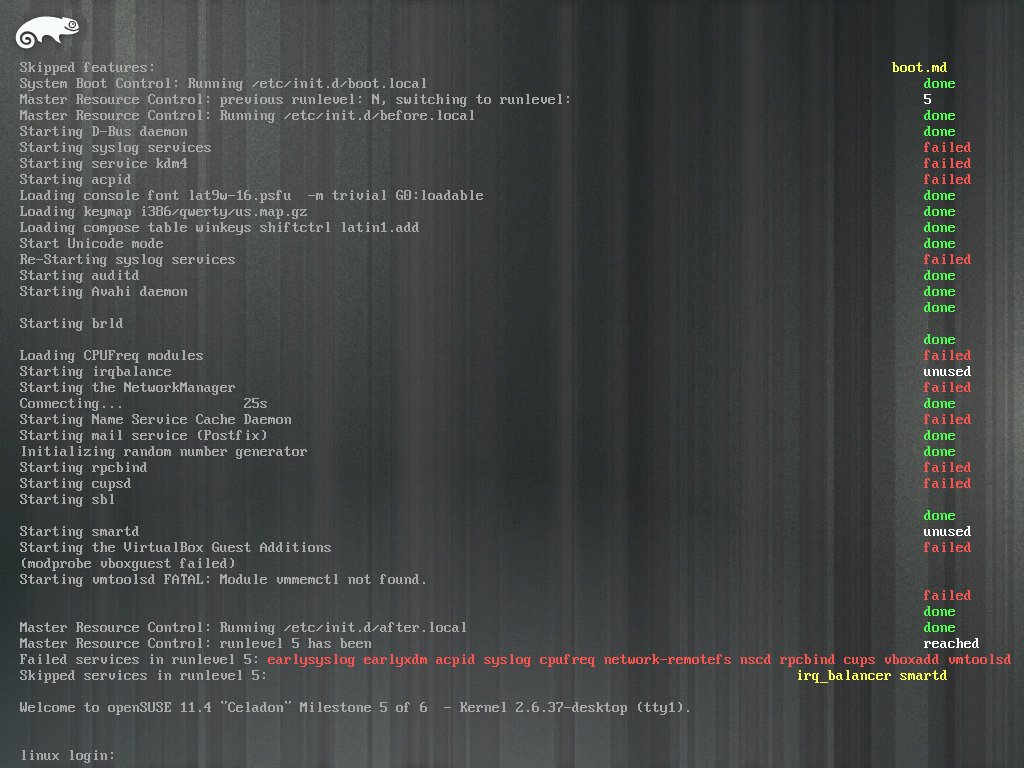 Skipped features: boot.md
System Boot Control: Running /etc/init.d/boot.local done
Master Resource Control: previous runlevel: N, switching to runlevel: 5
Master Resource Control: Running /etc/init.d/before.local done
Starting D-Bus daemon done
Starting syslog services failed
Starting service kdm4 failed
Starting acpid failed
Loading console font lat9w-16.psfu -m trivial G0:loadable done
Loading keymap i386/qwerty/us.map.gz done
Loading compose table winkeys shiftctrl latin1.add done
Start Unicode mode done
Re-Starting syslog services failed
Starting auditd done
Starting Avahi daemon done
done
Starting brld
done
Loading CPUFreq modules failed
Starting irqbalance unused
Starting the NetworkManager failed
Connecting... 25s done
Starting Name Service Cache Daemon failed
Starting mail service (Postfix) done
Initializing random number generator done
Starting rpcbind failed
Starting cupsd failed
Starting sbl
done
Starting smartd unused
Starting the VirtualBox Guest Additions failed
(modprobe vboxguest failed)
Starting vmtoolsd FATAL: Module vmmemctl not found.
failed
done
Master Resource Control: Running /etc/init.d/after.local done
Master Resource Control: runlevel 5 has been reached
Failed services in runlevel 5: earlysyslog earlyxdm acpid syslog cpufreq network-remotefs nscd rpcbind cups vboxadd vmtoolsd
Skipped services in runlevel 5: irq_balancer smartd
Welcome to openSUSE 11.4 "Celadon" Milestone 5 of 6 - Kernel 2.6.37-desktop (tty1).
linux login: